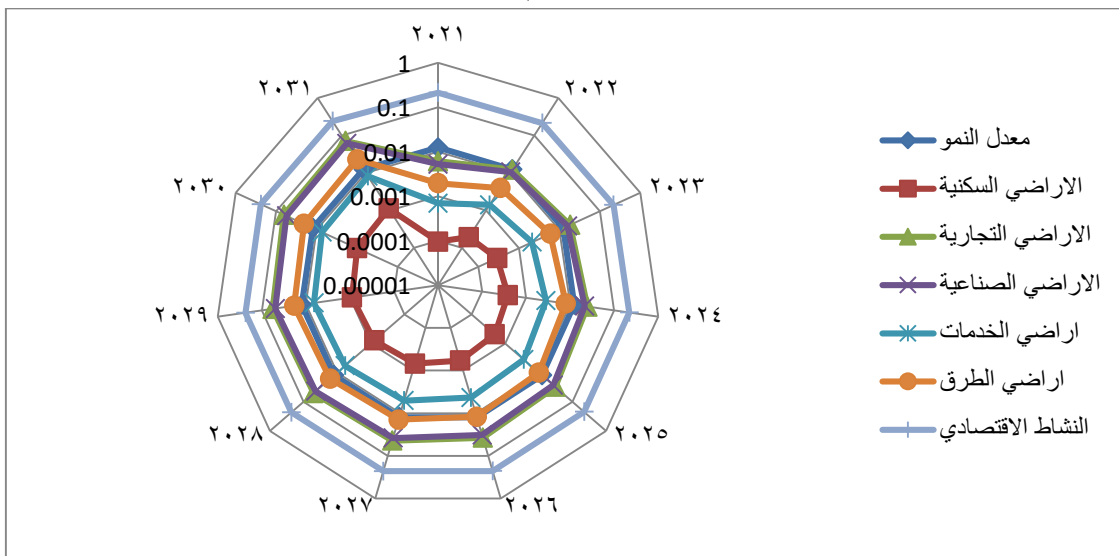 ٢٠٢١
٢٠٢٢
٢٠٢٣
٢٠٢٤
٢٠٢٥
٢٠٢٦
٢٠٢٧
٢٠٢٨
٢٠٢٩
٢٠٣٠
٢٠٣١
1
0.1
0.01
0.001
0.0001
0.00001
معدل النمو
الاراضي السكنية
الاراضي التجارية
الاراضي الصناعية
اراضي الخدمات
اراضي الطرق
النشاط الاقتصادي